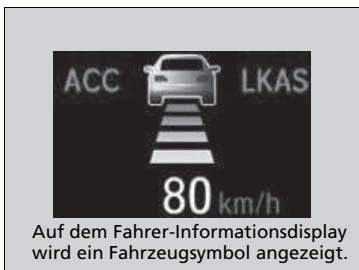 ACC LKAS
80 km/h
Auf dem Fahrer-Informationsdisplay
wird ein Fahrzeugsymbol angezeigt.